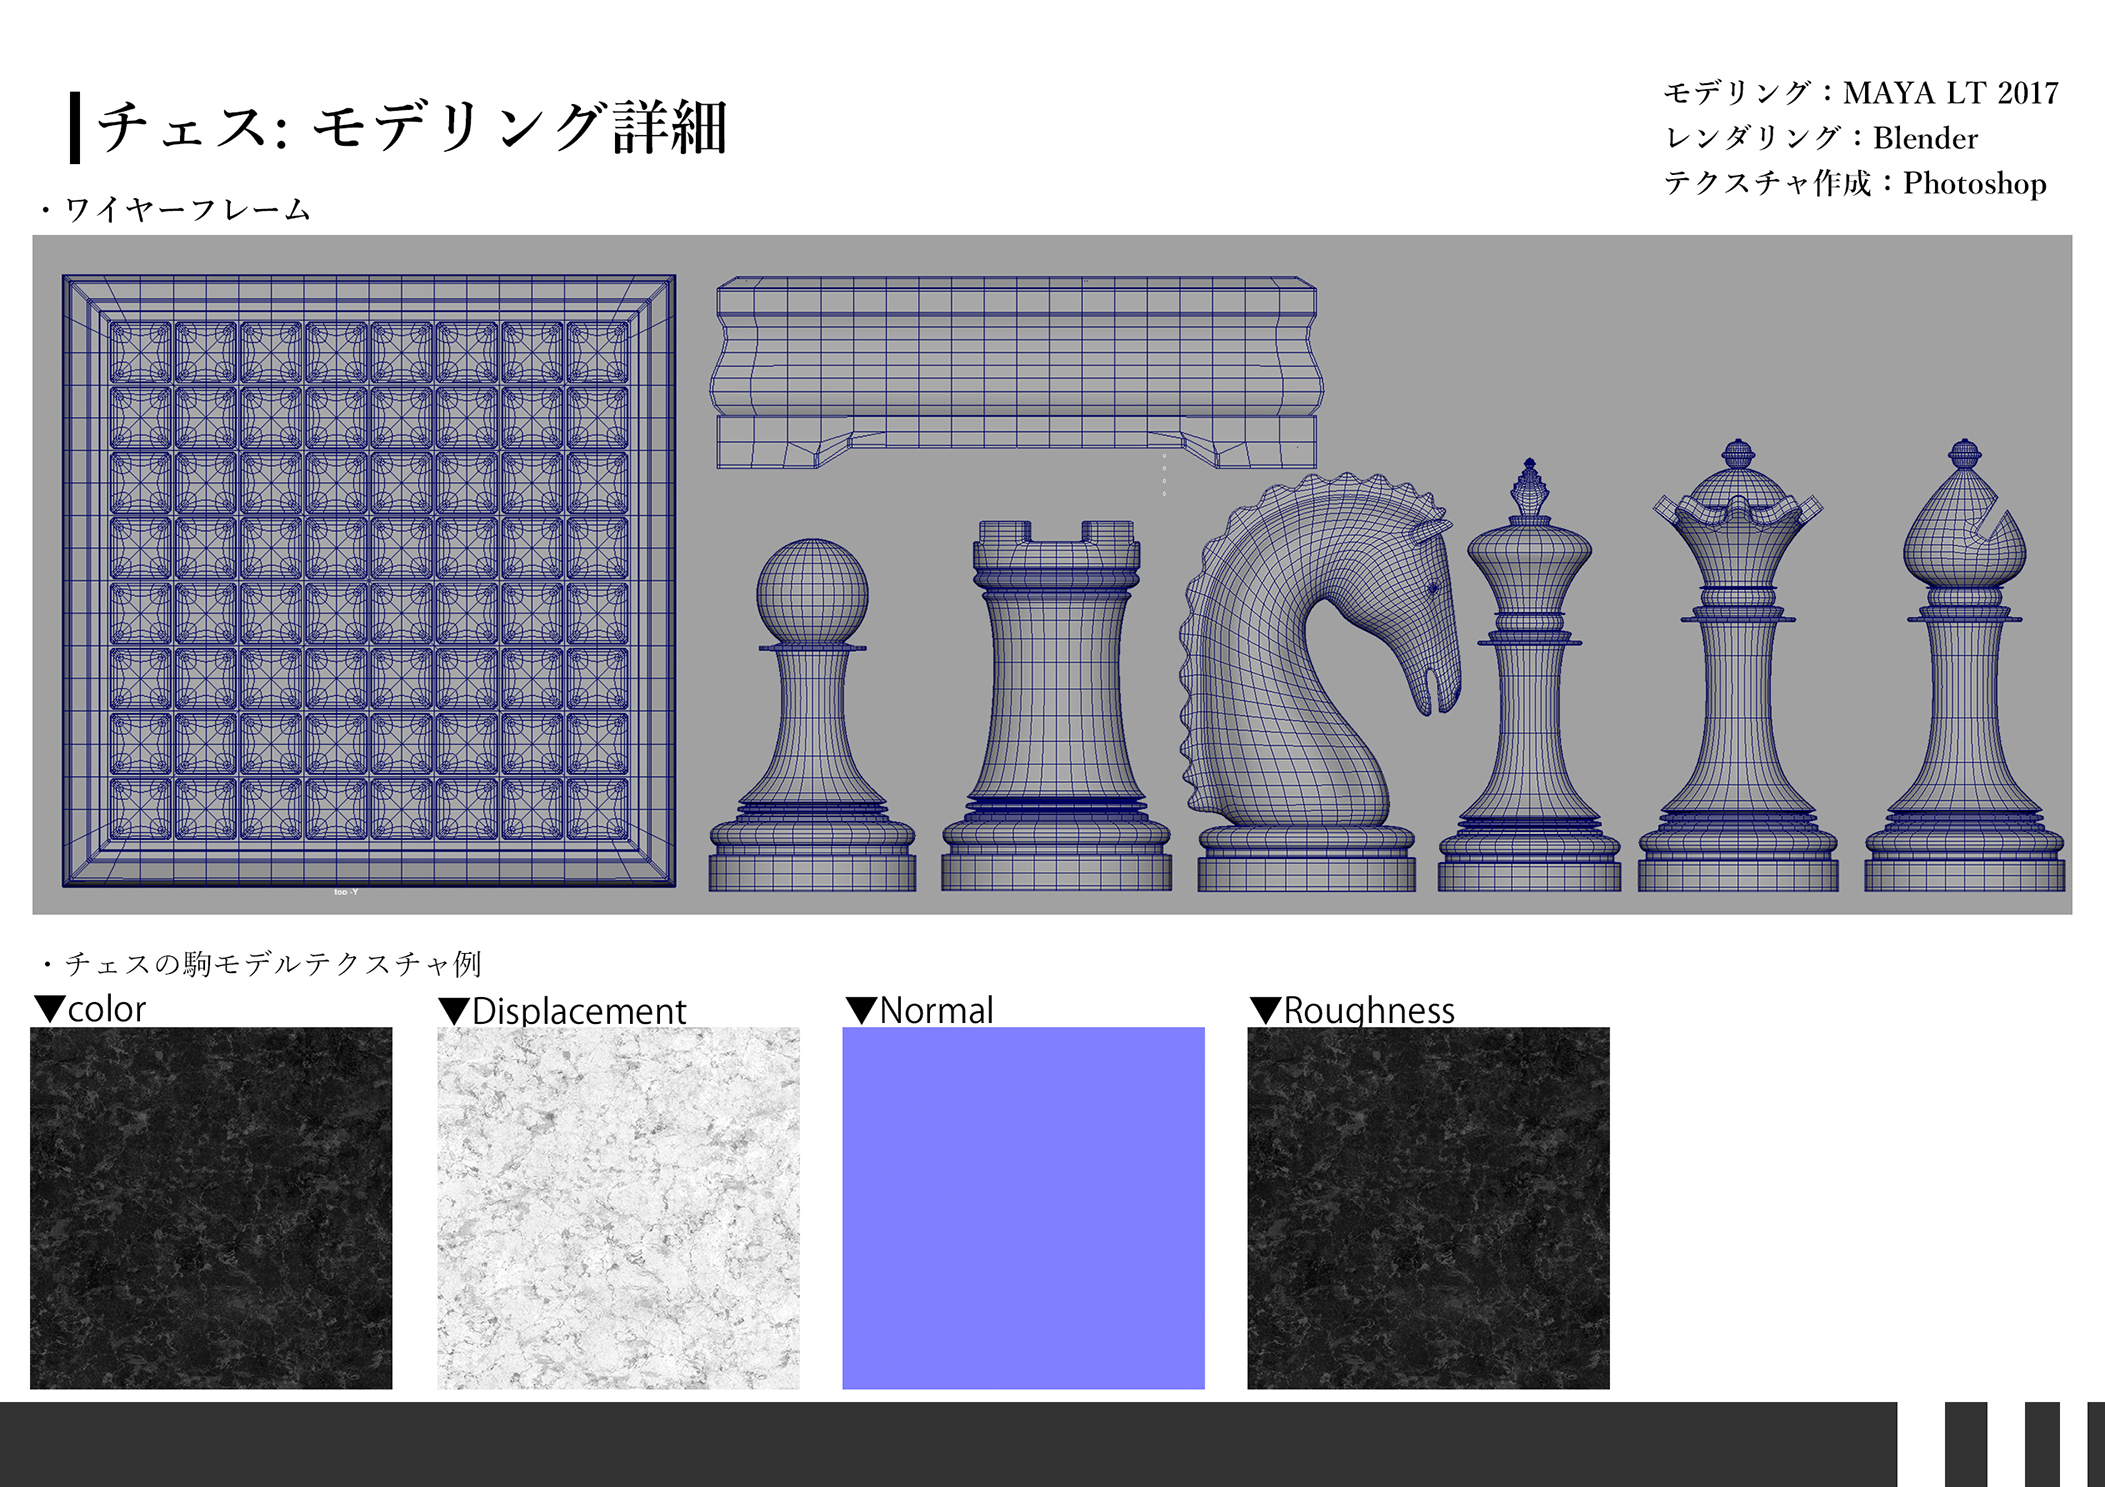 チェス: モデリング詳細
モデリング：MAYA LT 2017
レンダリング：Blender
テクスチャ作成：Photoshop
・ワイヤーフレーム
top -Y
・チェスの駒モデルテクスチャ例
▼color
▼Displacement
▼Normal
▼Roughness